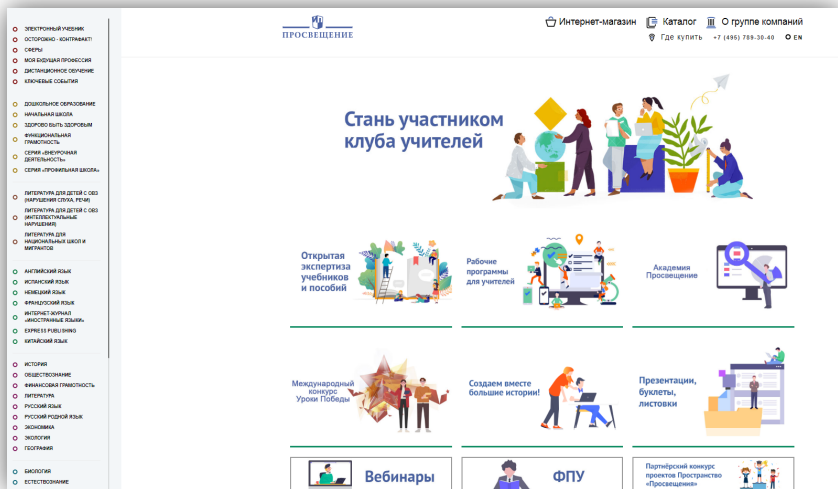 ПРОСВЕЩЕНИЕ
Интернет-магазин Каталог О группе компаний
Где купить +7 (495) 789-30-40 EN
ЭЛЕКТРОННЫЙ УЧЕБНИК
ОСТОРОЖНО - КОНТРАФАКТ!
СФЕРЫ
МОЯ БУДУЩАЯ ПРОФЕССИЯ
ДИСТАНЦИОННОЕ ОБУЧЕНИЕ
КЛЮЧЕВЫЕ СОБЫТИЯ
ДОШКОЛЬНОЕ ОБРАЗОВАНИЕ
НАЧАЛЬНАЯ ШКОЛА
ЗДОРОВО БЫТЬ ЗДОРОВЫМ
ФУНКЦИОНАЛЬНАЯ
ГРАМОТНОСТЬ
СЕРИЯ «ВНЕУРОЧНАЯ
ДЕЯТЕЛЬНОСТЬ»
СЕРИЯ «ПРОФИЛЬНАЯ ШКОЛА»
ЛИТЕРАТУРА ДЛЯ ДЕТЕЙ С ОВЗ
(НАРУШЕНИЯ СЛУХА, РЕЧИ)
ЛИТЕРАТУРА ДЛЯ ДЕТЕЙ С ОВЗ
(ИНТЕЛЛЕКТУАЛЬНЫЕ
НАРУШЕНИЯ)
ЛИТЕРАТУРА ДЛЯ
НАЦИОНАЛЬНЫХ ШКОЛ И
МИГРАНТОВ
АНГЛИЙСКИЙ ЯЗЫК
ИСПАНСКИЙ ЯЗЫК
НЕМЕЦКИЙ ЯЗЫК
ФРАНЦУЗСКИЙ ЯЗЫК
ИНТЕРНЕТ-ЖУРНАЛ
«ИНОСТРАННЫЕ ЯЗЫКИ»
EXPRESS PUBLISHING
КИТАЙСКИЙ ЯЗЫК
ИСТОРИЯ
ОБЩЕСТВОЗНАНИЕ
ФИНАНСОВАЯ ГРАМОТНОСТЬ
ЛИТЕРАТУРА
РУССКИЙ ЯЗЫК
РУССКИЙ РОДНОЙ ЯЗЫК
ЭКОНОМИКА
ЭКОЛОГИЯ
ГЕОГРАФИЯ
БИОЛОГИЯ
ЕСТЕСТВОЗНАНИЕ
Стань участником
клуба учителей
Открытая
экспертиза
учебников
и пособий
Рабочие
программы
для учителей
Академия
Просвещение
Международный
конкурс
Уроки Победы
Создаем вместе
большие истории!
Презентации,
буклеты,
листовки
Вебинары
ФПУ
Партнёрский конкурс
проектов Пространство
«Просвещения»